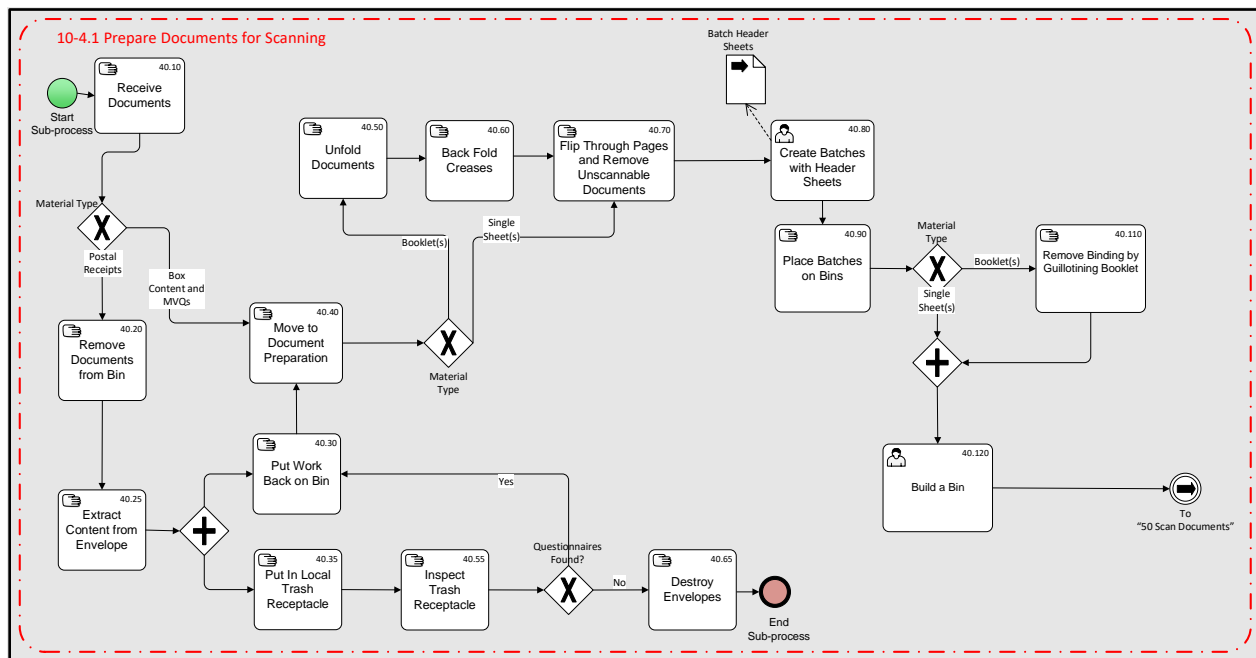 10-4.1 Prepare Documents for Scanning
Batch Header
Sheets
40.10
Receive
Documents
Start
Sub-process
40.50
Unfold
Documents
40.60
Back Fold
Creases
40.70
Flip Through Pages
and Remove
Unscannable
Documents
40.80
Create Batches
with Header
Sheets
Material Type
Postal
Receipts
Box
Content and
MVQs
Booklet(s)
Single
Sheet(s)
40.90
Place Batches
on Bins
Material
Type
Booklet(s)
Single
Sheet(s)
40.110
Remove Binding by
Guillotining Booklet
40.20
Remove
Documents
from Bin
40.40
Move to
Document
Preparation
Material
Type
40.30
Put Work
Back on Bin
Yes
40.120
Build a Bin
To
“50 Scan Documents”
40.25
Extract
Content from
Envelope
40.35
Put In Local
Trash
Receptacle
40.55
Inspect
Trash
Receptacle
Questionnaires
Found?
No
40.65
Destroy
Envelopes
End
Sub-process